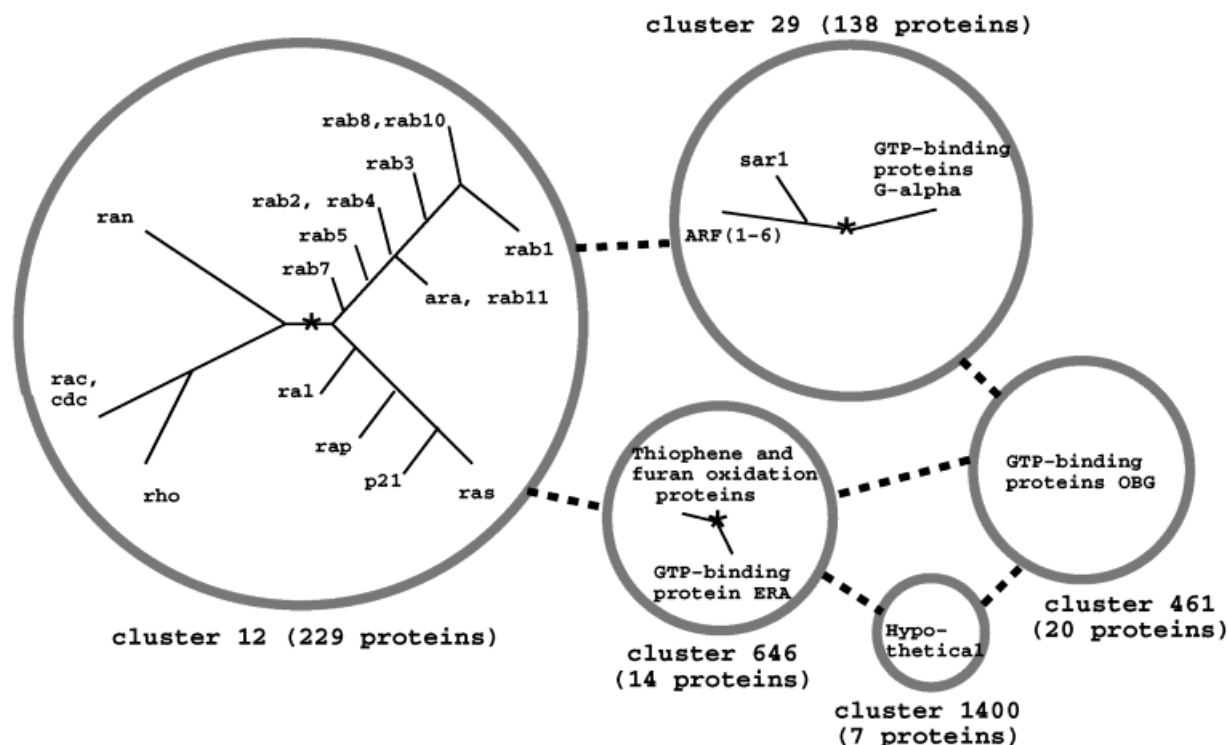 cluster 29 (138 proteins)
rab8,rab10
rab3
rab2, rab4
rab5
rab7
ran
rab1
ara, rab11
rac,
cdc
rho
ral
rap
p21
ras
cluster 12 (229 proteins)
sar1
GTP-binding
proteins
G-alpha
ARF(1-6)
*
*
Thiophene and
furan oxidation
proteins
*
GTP-binding
protein ERA
cluster 646
(14 proteins)
GTP-binding
proteins OBG
cluster 461
(20 proteins)
Hypo-
thetical
cluster 1400
(7 proteins)